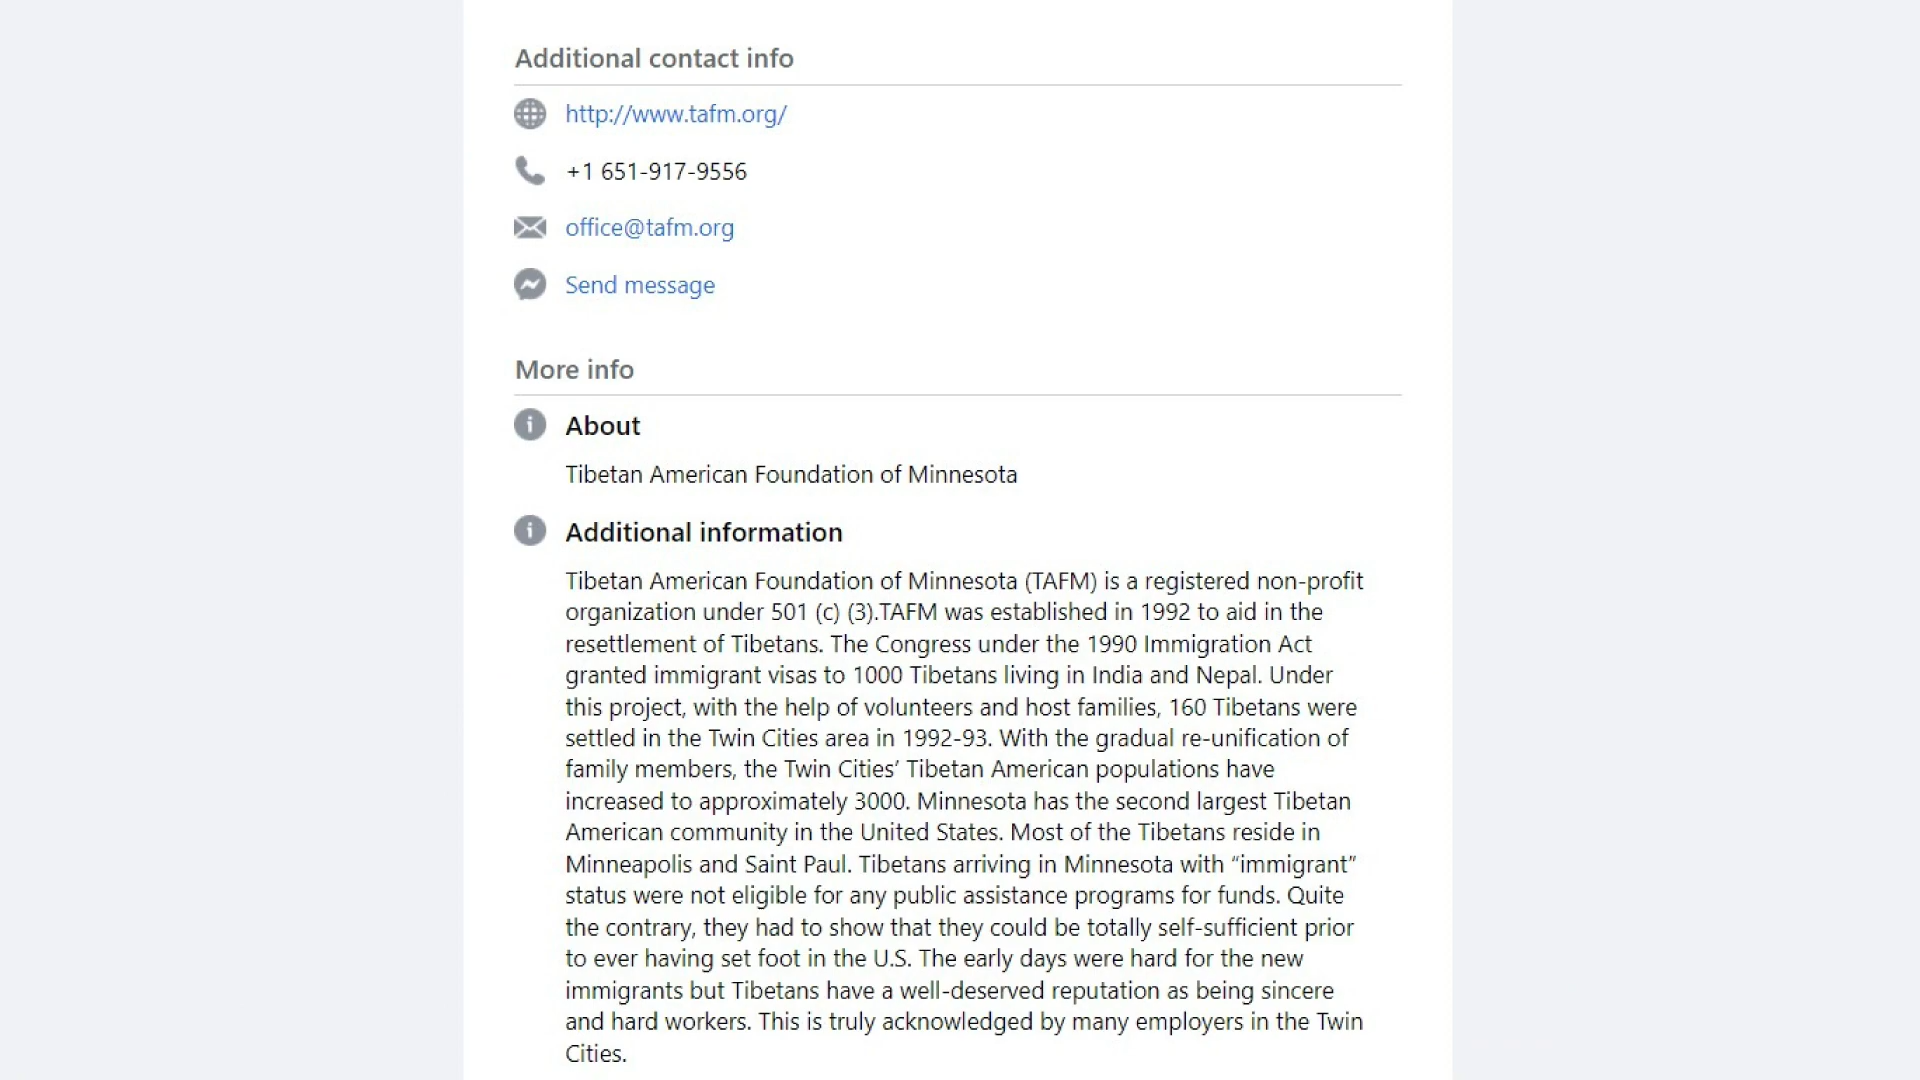 Additional contact info
http://www.tafm.org/
+1 651-917-9556
office@tafm.org
Send message
More info
About
Tibetan American Foundation of Minnesota
Additional information
Tibetan American Foundation of Minnesota (TAFM) is a registered non-profit
organization under 501 (c) (3).TAFM was established in 1992 to aid in the
resettlement of Tibetans. The Congress under the 1990 Immigration Act
granted immigrant visas to 1000 Tibetans living in India and Nepal. Under
this project, with the help of volunteers and host families, 160 Tibetans were
settled in the Twin Cities area in 1992-93. With the gradual re-unification of
family members, the Twin Cities’ Tibetan American populations have
increased to approximately 3000. Minnesota has the second largest Tibetan
American community in the United States. Most of the Tibetans reside in
Minneapolis and Saint Paul. Tibetans arriving in Minnesota with “immigrant”
status were not eligible for any public assistance programs for funds. Quite
the contrary, they had to show that they could be totally self-sufficient prior
to ever having set foot in the U.S. The early days were hard for the new
immigrants but Tibetans have a well-deserved reputation as being sincere
and hard workers. This is truly acknowledged by many employers in the Twin
Cities.